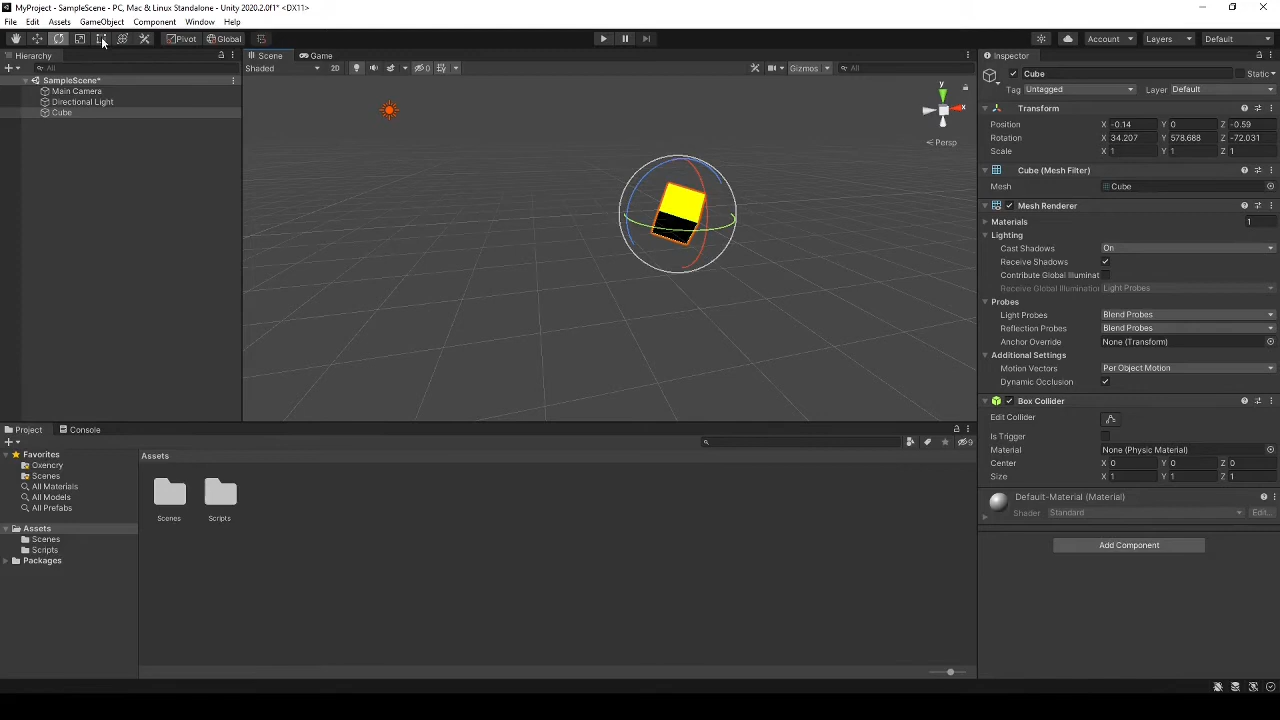 MyProject - SampleScene - PC, Mac & Linux Standalone - Unity 2020.2.0f1* <DX11>
File Edit Assets GameObject Component Window Help
Pivot Global Account Layers Default
Hierarchy Scene Game Inspector
All Shaded 2D 0 Gizmos All
SampleScene*
Main Camera
Directional Light
Cube
y
x
Persp
Cube Static
Tag Untagged Layer Default
Transform
Position X -0.14 Y 0 Z -0.59
Rotation X 34.207 Y 578.688 Z -72.031
Scale X 1 Y 1 Z 1
Cube (Mesh Filter)
Mesh Cube
Mesh Renderer
Materials 1
Lighting
Cast Shadows On
Receive Shadows
Contribute Global Illuminat
Receive Global Illumination Light Probes
Probes
Light Probes Blend Probes
Reflection Probes Blend Probes
Anchor Override None (Transform)
Additional Settings
Motion Vectors Per Object Motion
Dynamic Occlusion
Box Collider
Edit Collider
Is Trigger
Material None (Physic Material)
Center X 0 Y 0 Z 0
Size X 1 Y 1 Z 1
Default-Material (Material)
Shader Standard Edit...
Add Component
Project Console
9
Favorites
Oxencry
Scenes
All Materials
All Models
All Prefabs
Assets
Scenes
Scripts
Packages
Assets
Scenes Scripts